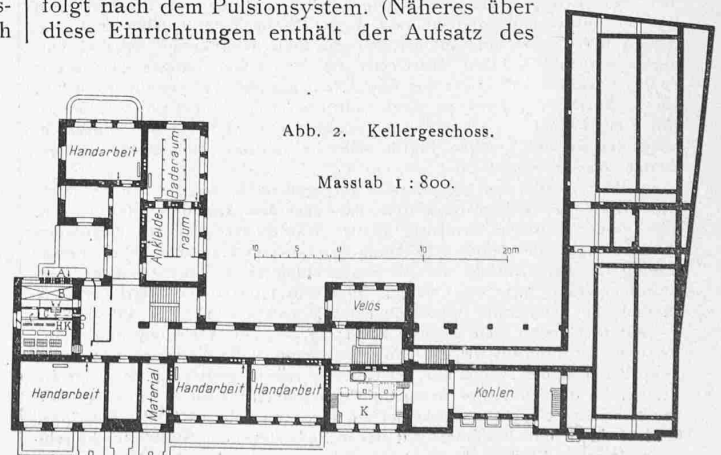 s-
h
folgt nach dem Pulsionsystem. (Näheres über
diese Einrichtungen enthält der Aufsatz des
Abb. 2. Kellergeschoss.
Masstab 1 : 800.
10 5 0 10 20m
Handarbeit
Baderaum
Ankleide-
raum
A
B
C
HK
Velos
Handarbeit
Material
Handarbeit
Handarbeit
K
Kohlen